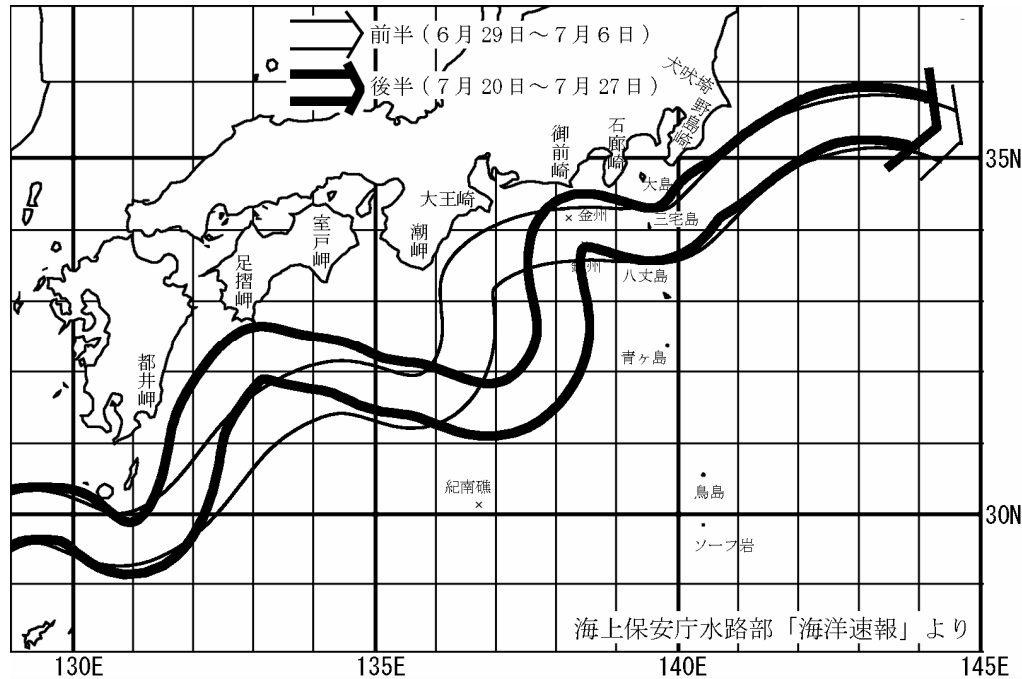 前半(6月29日～7月6日)
後半(7月20日～7月27日)
犬吠埼
野島崎
石廊崎
御前崎
35N
大島
大王崎
金州
三宅島
室戸岬
潮岬
足摺岬
州
八丈島
青ヶ島
都井岬
紀南礁
鳥島
30N
ソーフ岩
海上保安庁水路部「海洋速報」より
130E
135E
140E
145E